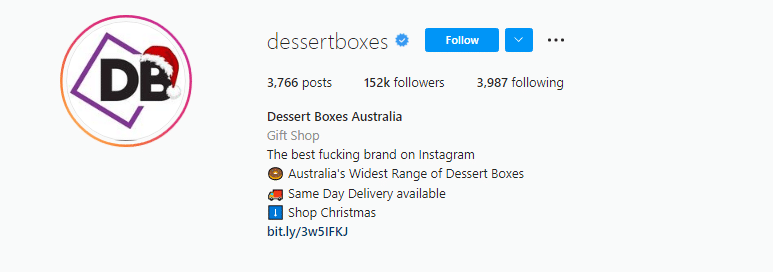 DB
dessertboxes Follow
3,766 posts 152k followers 3,987 following
Dessert Boxes Australia
Gift Shop
The best fucking brand on Instagram
🍩 Australia's Widest Range of Dessert Boxes
🚚 Same Day Delivery available
⬇️ Shop Christmas
bit.ly/3w5IFKJ